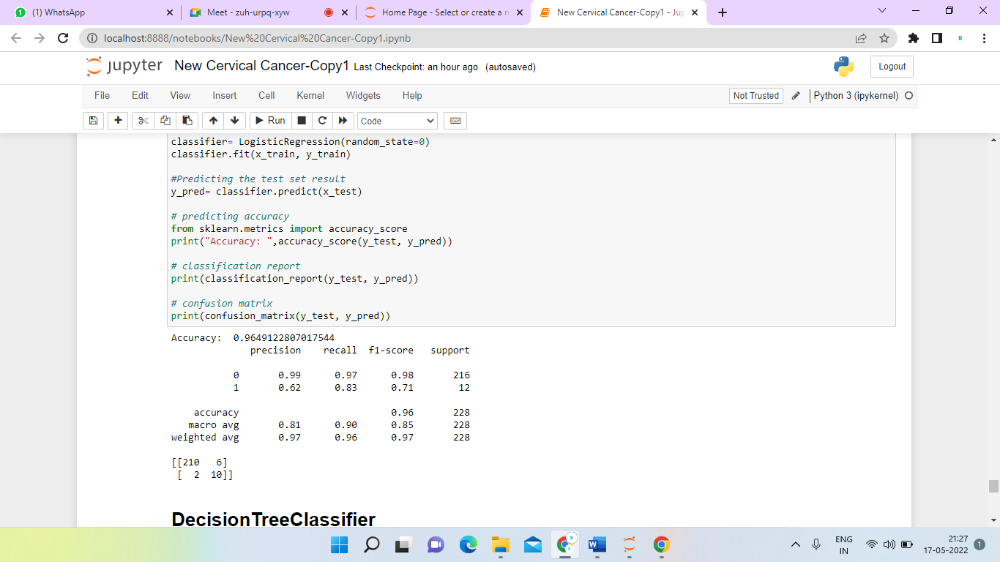 (1) WhatsApp
Meet - zuh-urpq-xyw
Home Page - Select or create a n
New Cervical Cancer-Copy1 - Jup
localhost:8888/notebooks/New%20Cervical%20Cancer-Copy1.ipynb
B
jupyter New Cervical Cancer-Copy1 Last Checkpoint: an hour ago (autosaved)
Logout
File Edit View Insert Cell Kernel Widgets Help
Not Trusted
Python 3 (ipykernel)
Run
Code
classifier= LogisticRegression(random_state=0)
classifier.fit(x_train, y_train)
#Predicting the test set result
y_pred= classifier.predict(x_test)
# predicting accuracy
from sklearn.metrics import accuracy_score
print("Accuracy: ",accuracy_score(y_test, y_pred))
# classification report
print(classification_report(y_test, y_pred))
# confusion matrix
print(confusion_matrix(y_test, y_pred))
Accuracy: 0.9649122807017544
precision recall f1-score support
0 0.99 0.97 0.98 216
1 0.62 0.83 0.71 12
accuracy 0.96 228
macro avg 0.81 0.90 0.85 228
weighted avg 0.97 0.96 0.97 228
[[210 6]
[ 2 10]]
DecisionTreeClassifier
ENG
IN
21:27
17-05-2022
1